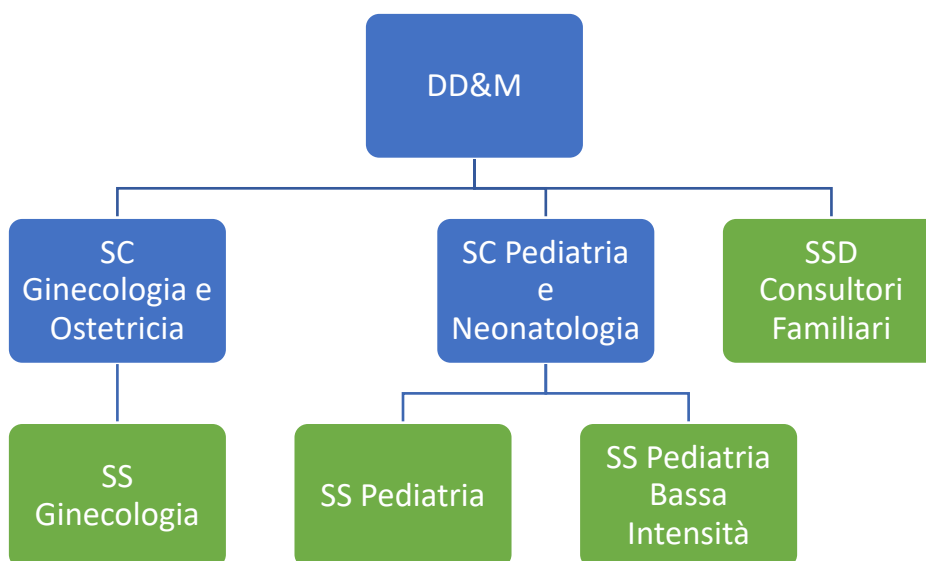 DD&M
SC
Ginecologia e
Ostetricia
SC Pediatria
e
Neonatologia
SSD
Consultori
Familiari
SS
Ginecologia
SS Pediatria
SS Pediatria
Bassa
Intensità